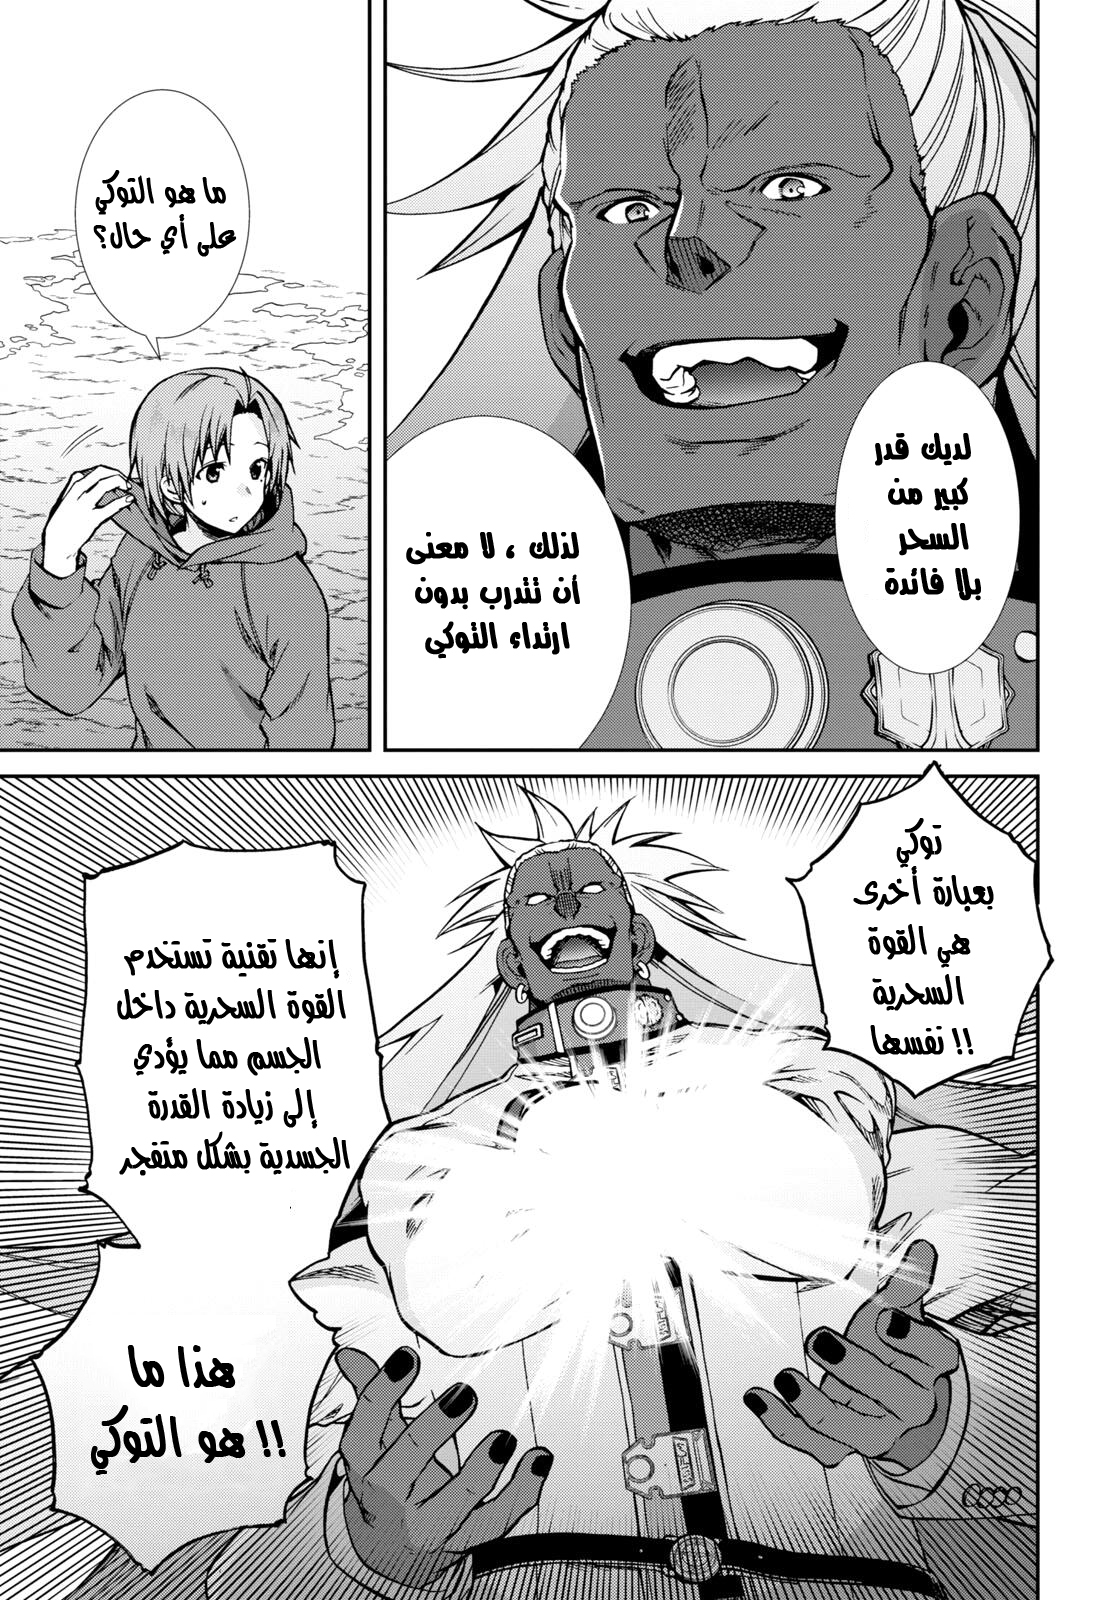 لديك قدر
كبير من
السحر
بلا فائدة
لذلك ، لا معنى
أن تتدرب بدون
ارتداء التوكي
ما هو التوكي
على أي حال؟
توكي
بعبارة أخرى
هي القوة
السحرية
نفسها !!
إنها تقنية تستخدم
القوة السحرية داخل
الجسم مما يؤدي
إلى زيادة القدرة
الجسدية بشكل متفجر
هذا ما
هو التوكي !!